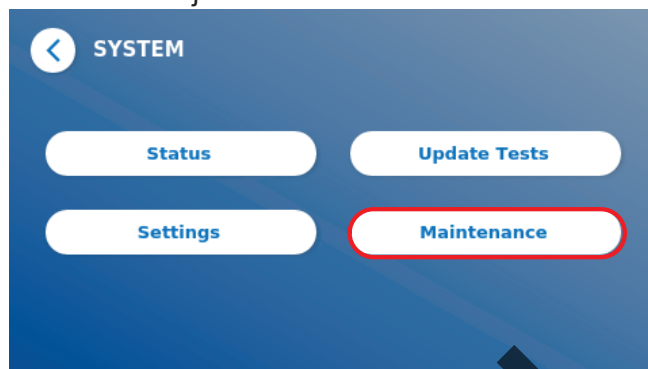 SYSTEM
Status
Update Tests
Settings
Maintenance